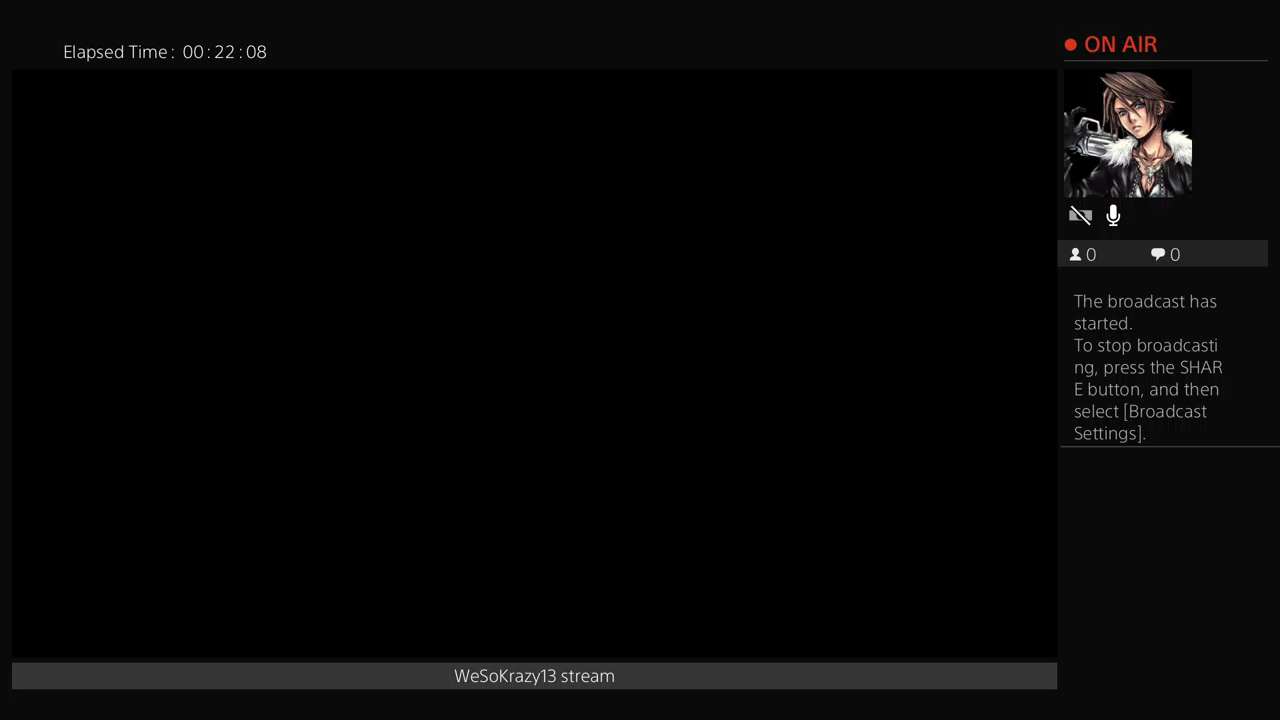 Elapsed Time: 00:22:08
ON AIR
0 0
The broadcast has
started.
To stop broadcasti
ng, press the SHAR
E button, and then
select [Broadcast
Settings].
WeSoKrazy13 stream